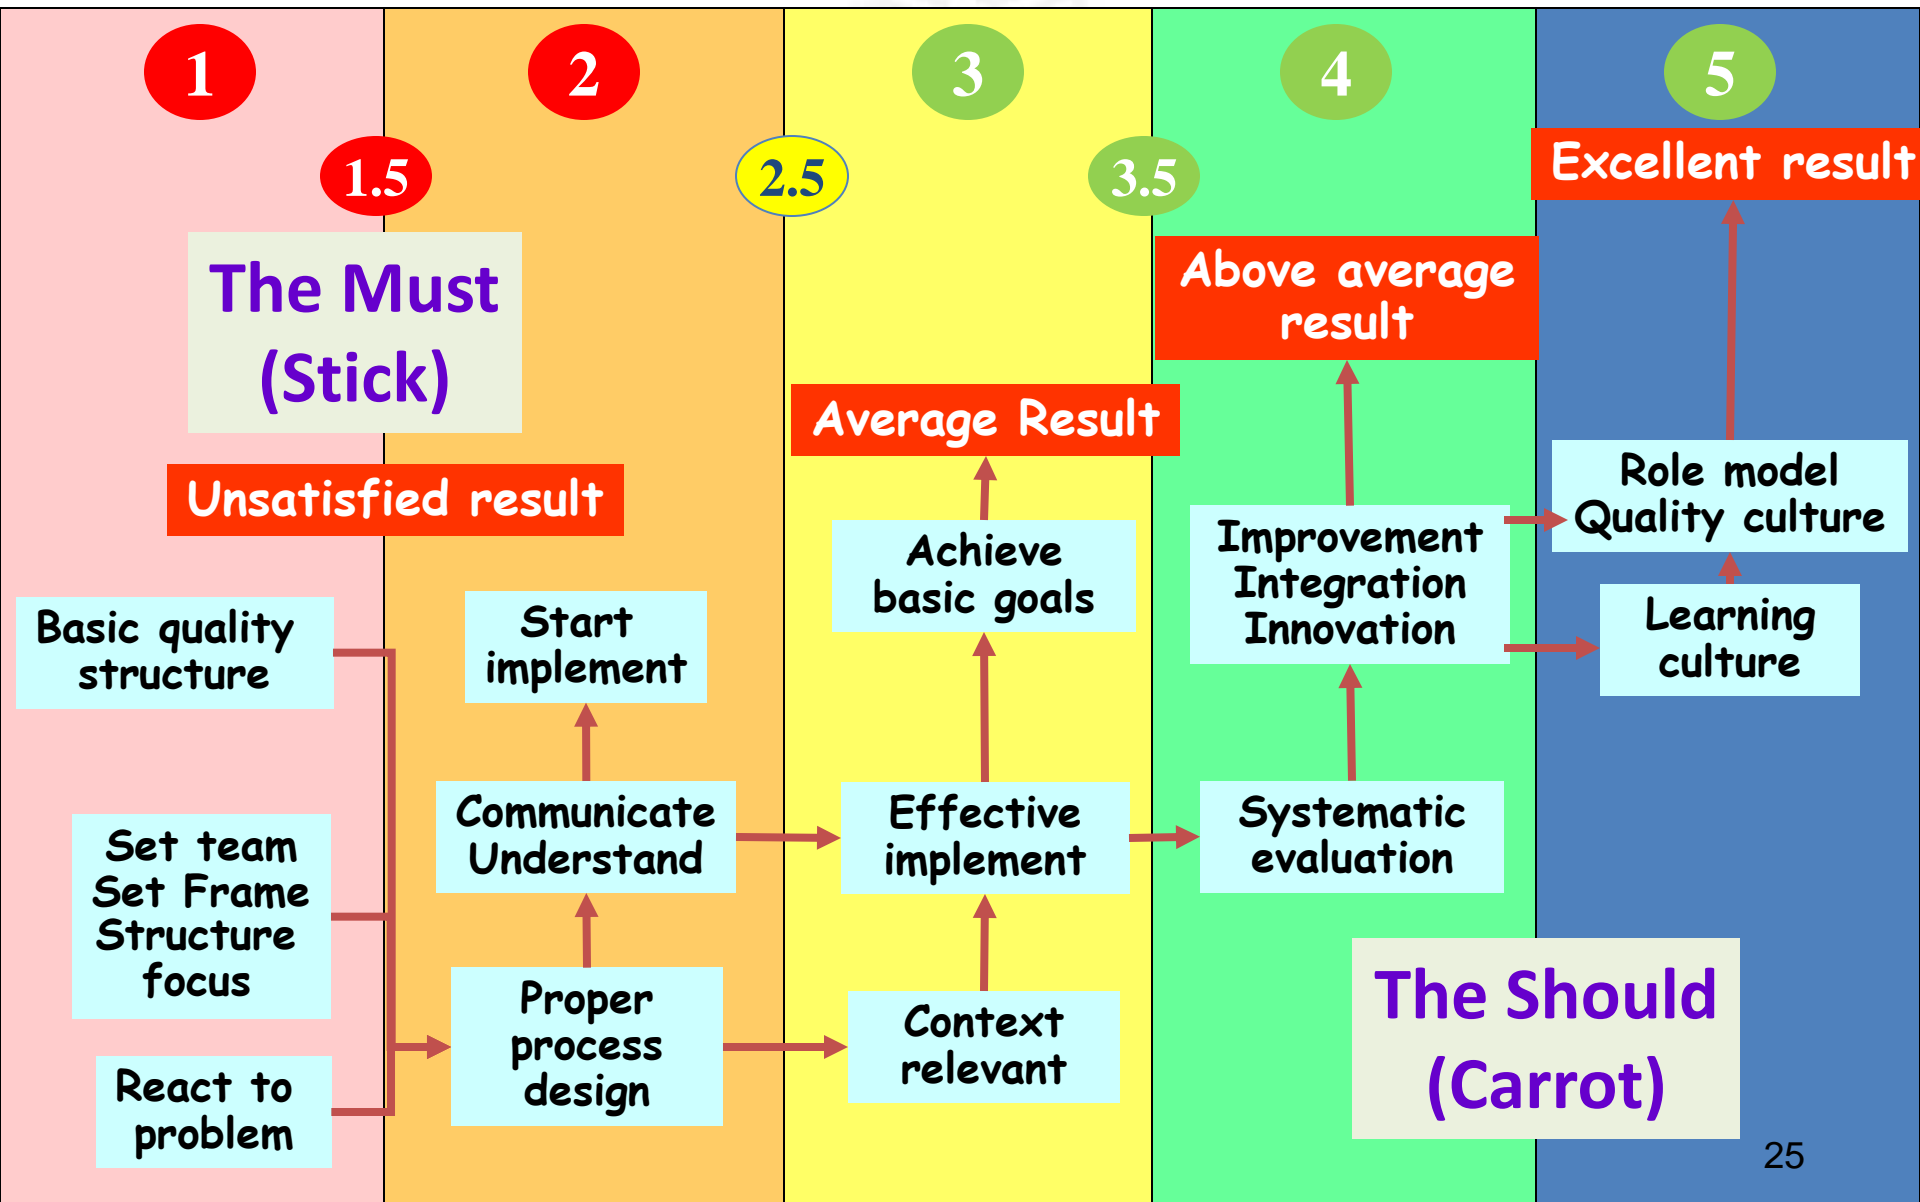 1
2
3
4
5
1.5
2.5
3.5
The Must
(Stick)
Unsatisfied result
Average Result
Above average
result
Excellent result
Basic quality
structure
Set team
Set Frame
Structure
focus
React to
problem
Start
implement
Communicate
Understand
Proper
process
design
Achieve
basic goals
Effective
implement
Context
relevant
Improvement
Integration
Innovation
Systematic
evaluation
Role model
Quality culture
Learning
culture
The Should
(Carrot)
25